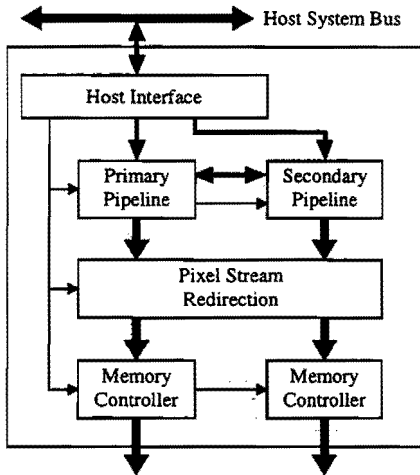 Host System Bus
Host Interface
Primary
Pipeline
Secondary
Pipeline
Pixel Stream
Redirection
Memory
Controller
Memory
Controller